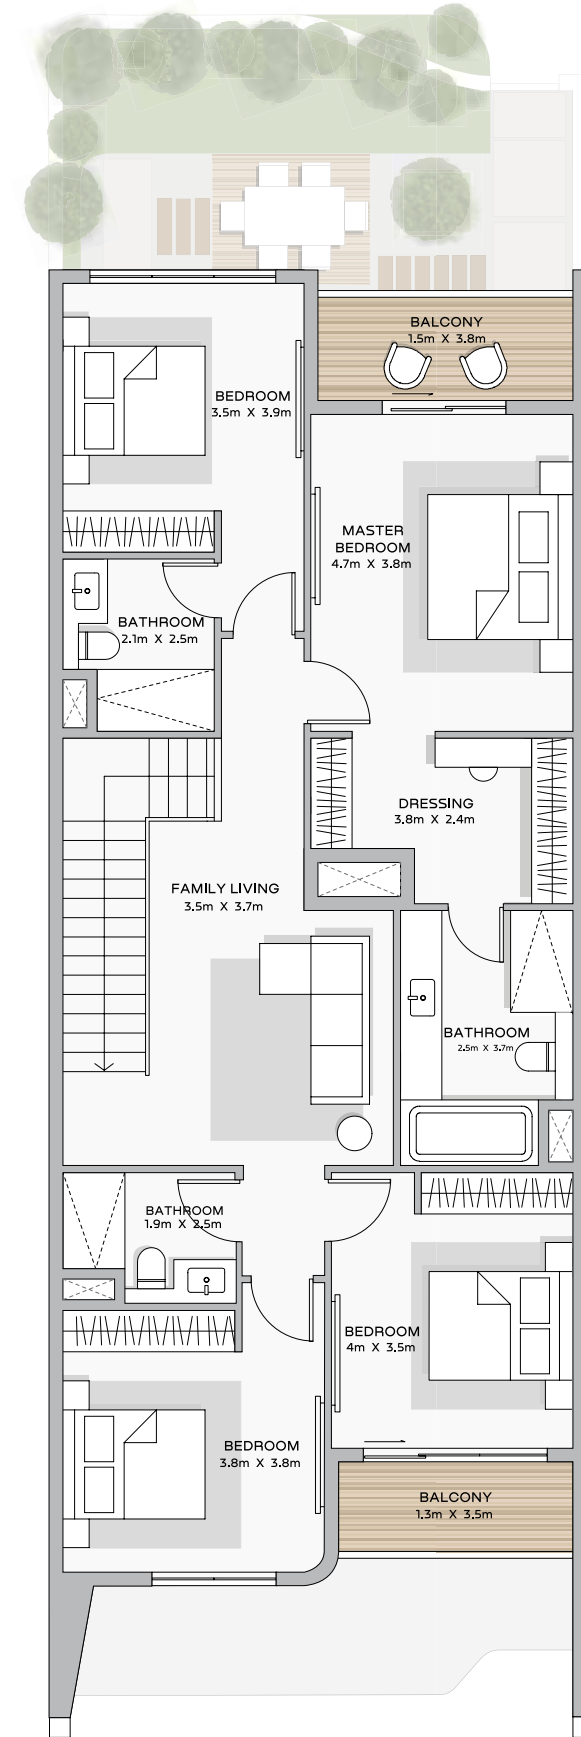 BALCONY
1.5m X 3.8m
BEDROOM
3.5m X 3.9m
MASTER
BEDROOM
4.7m X 3.8m
BATHROOM
2.1m X 2.5m
DRESSING
3.8m X 2.4m
FAMILY LIVING
3.5m X 3.7m
BATHROOM
2.5m X 3.7m
BATHROOM
1.9m X 2.5m
BEDROOM
4m X 3.5m
BEDROOM
3.8m X 3.8m
BALCONY
1.3m X 3.5m